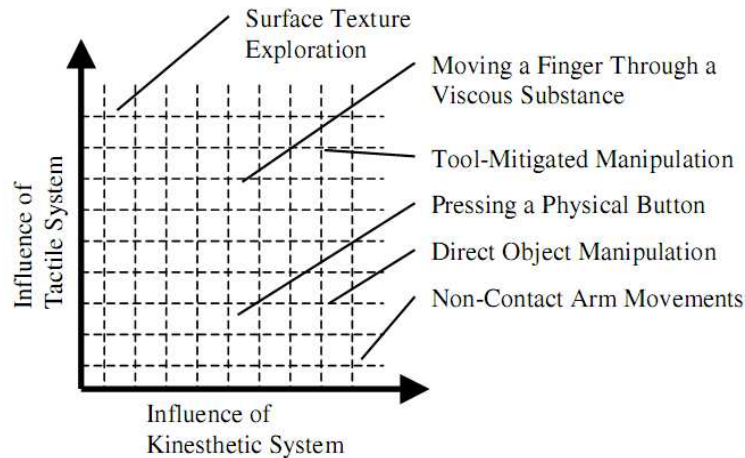 Surface Texture
Exploration
Moving a Finger Through a
Viscous Substance
Tool-Mitigated Manipulation
Pressing a Physical Button
Direct Object Manipulation
Non-Contact Arm Movements
Influence of
Tactile System
Influence of
Kinesthetic System